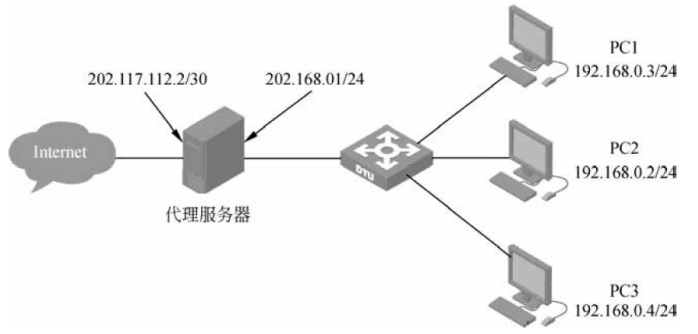 PC1
192.168.0.3/24
202.117.112.2/30
202.168.01/24
Internet
DTU
PC2
192.168.0.2/24
代理服务器
PC3
192.168.0.4/24